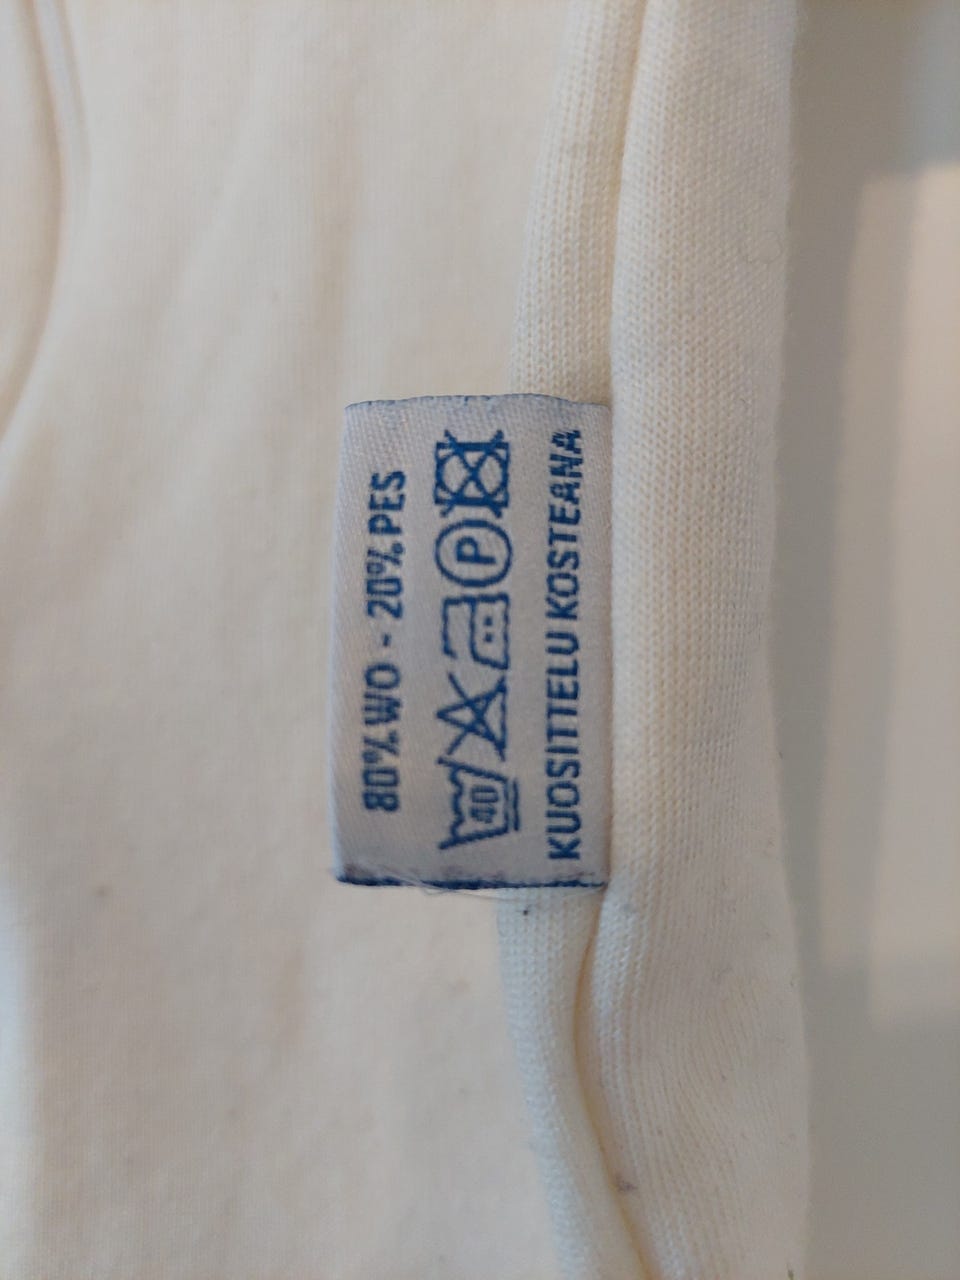 80% WO - 20% PES
40 P
KUOSITTELU KOSTEANA